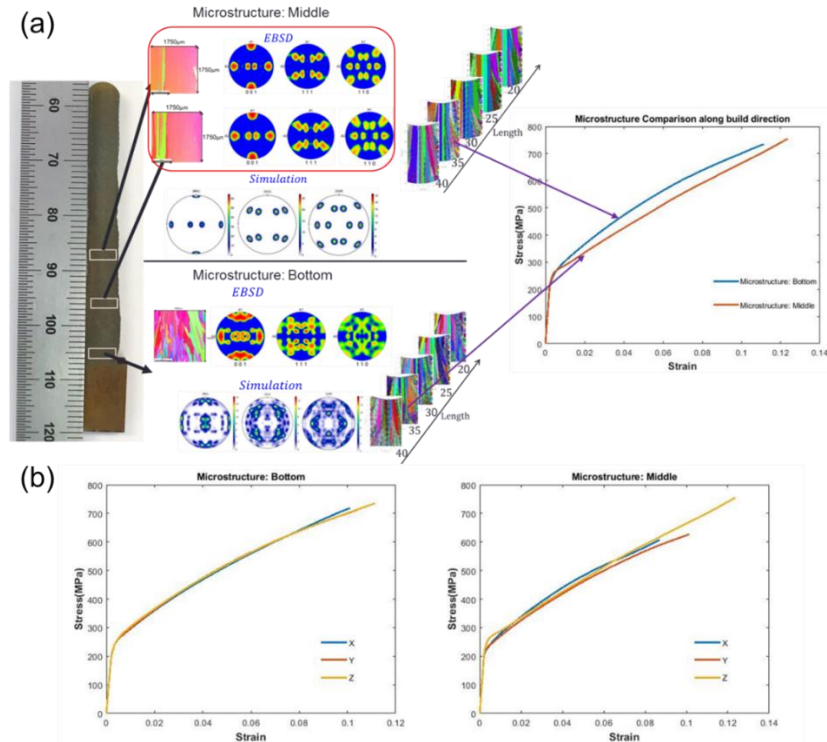 (a)
Microstructure: Middle
EBSD
1750μm
1750μm
001
111
110
1750μm
1750μm
001
111
110
Simulation
Microstructure: Bottom
EBSD
001
111
110
Simulation
60
70
80
90
100
110
120
20
25
30
35
40
Length
20
25
30
35
40
Length
Microstructure Comparison along build direction
Stress(MPa)
800
700
600
500
400
300
200
100
0
Microstructure: Bottom
Microstructure: Middle
0 0.02 0.04 0.06 0.08 0.1 0.12 0.14
Strain
(b)
Microstructure: Bottom
Stress(MPa)
800
700
600
500
400
300
200
100
0
X
Y
Z
0 0.02 0.04 0.06 0.08 0.1 0.12
Strain
Microstructure: Middle
Stress(MPa)
800
700
600
500
400
300
200
100
0
X
Y
Z
0 0.02 0.04 0.06 0.08 0.1 0.12 0.14
Strain